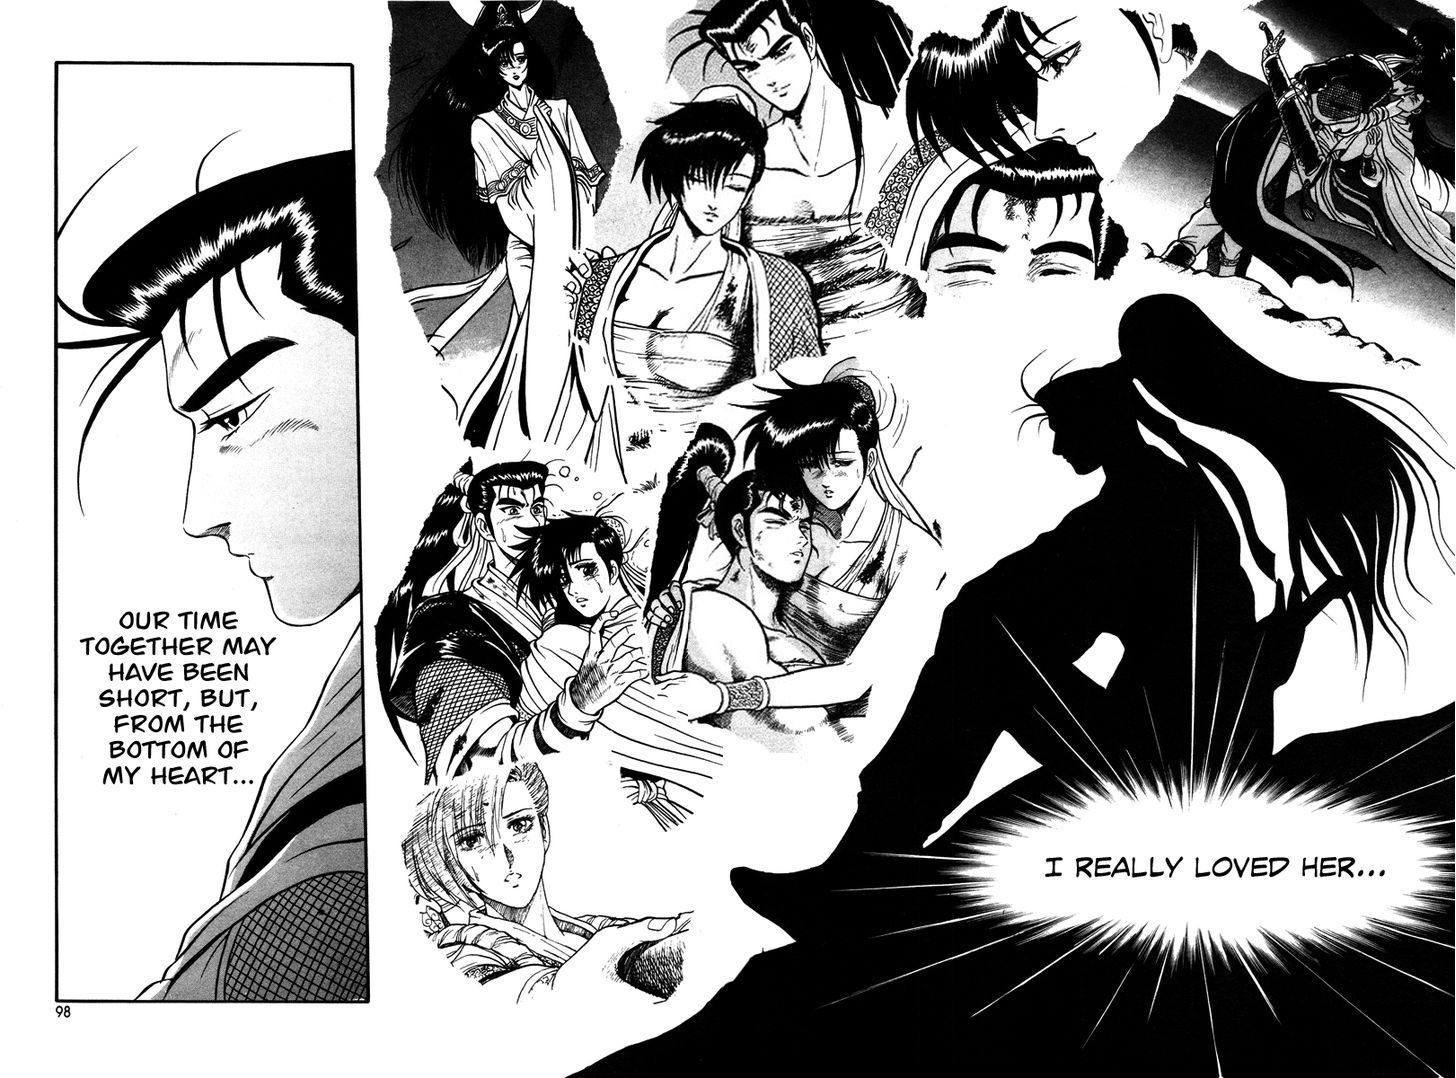 OUR TIME
TOGETHER MAY
HAVE BEEN
SHORT, BUT,
FROM THE
BOTTOM OF
MY HEART...
I REALLY LOVED HER...
98